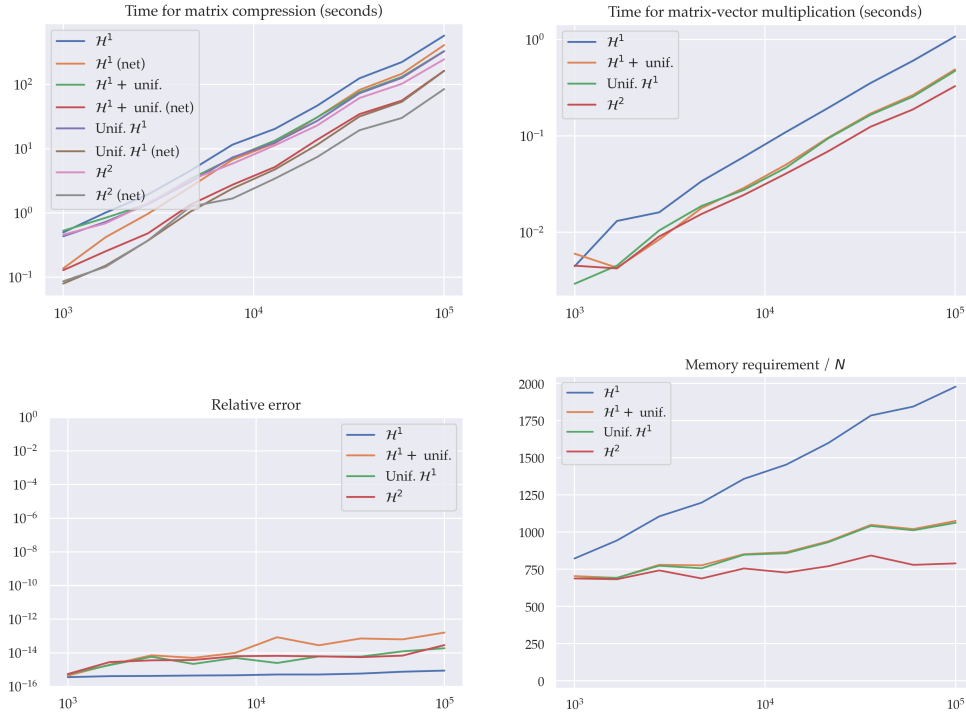 Time for matrix compression (seconds)
ℋ¹
ℋ¹ (net)
ℋ¹ + unif.
ℋ¹ + unif. (net)
Unif. ℋ¹
Unif. ℋ¹ (net)
ℋ²
ℋ² (net)
10²
10¹
10⁰
10⁻¹
10³ 10⁴ 10⁵
Time for matrix-vector multiplication (seconds)
ℋ¹
ℋ¹ + unif.
Unif. ℋ¹
ℋ²
10⁰
10⁻¹
10⁻²
10³ 10⁴ 10⁵
Relative error
ℋ¹
ℋ¹ + unif.
Unif. ℋ¹
ℋ²
10⁰
10⁻²
10⁻⁴
10⁻⁶
10⁻⁸
10⁻¹⁰
10⁻¹²
10⁻¹⁴
10⁻¹⁶
10³ 10⁴ 10⁵
Memory requirement / N
ℋ¹
ℋ¹ + unif.
Unif. ℋ¹
ℋ²
2000
1750
1500
1250
1000
750
500
250
0
10³ 10⁴ 10⁵